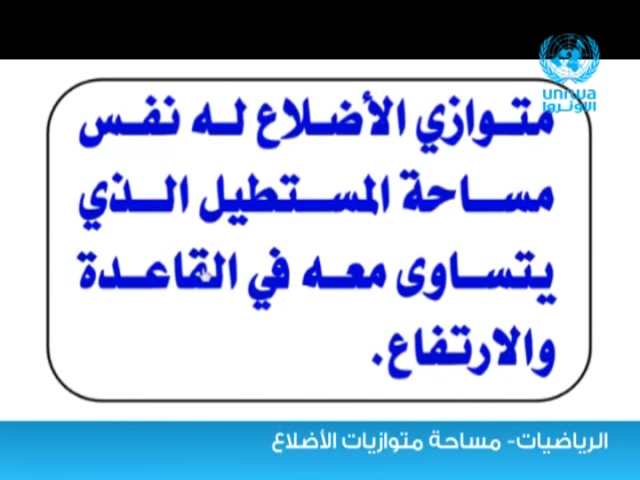 unrwa
الأونروا
متوازي الأضلاع له نفس
مساحة المستطيل الذي
يتساوى معه في القاعدة
والارتفاع.
الرياضيات- مساحة متوازيات الأضلاع